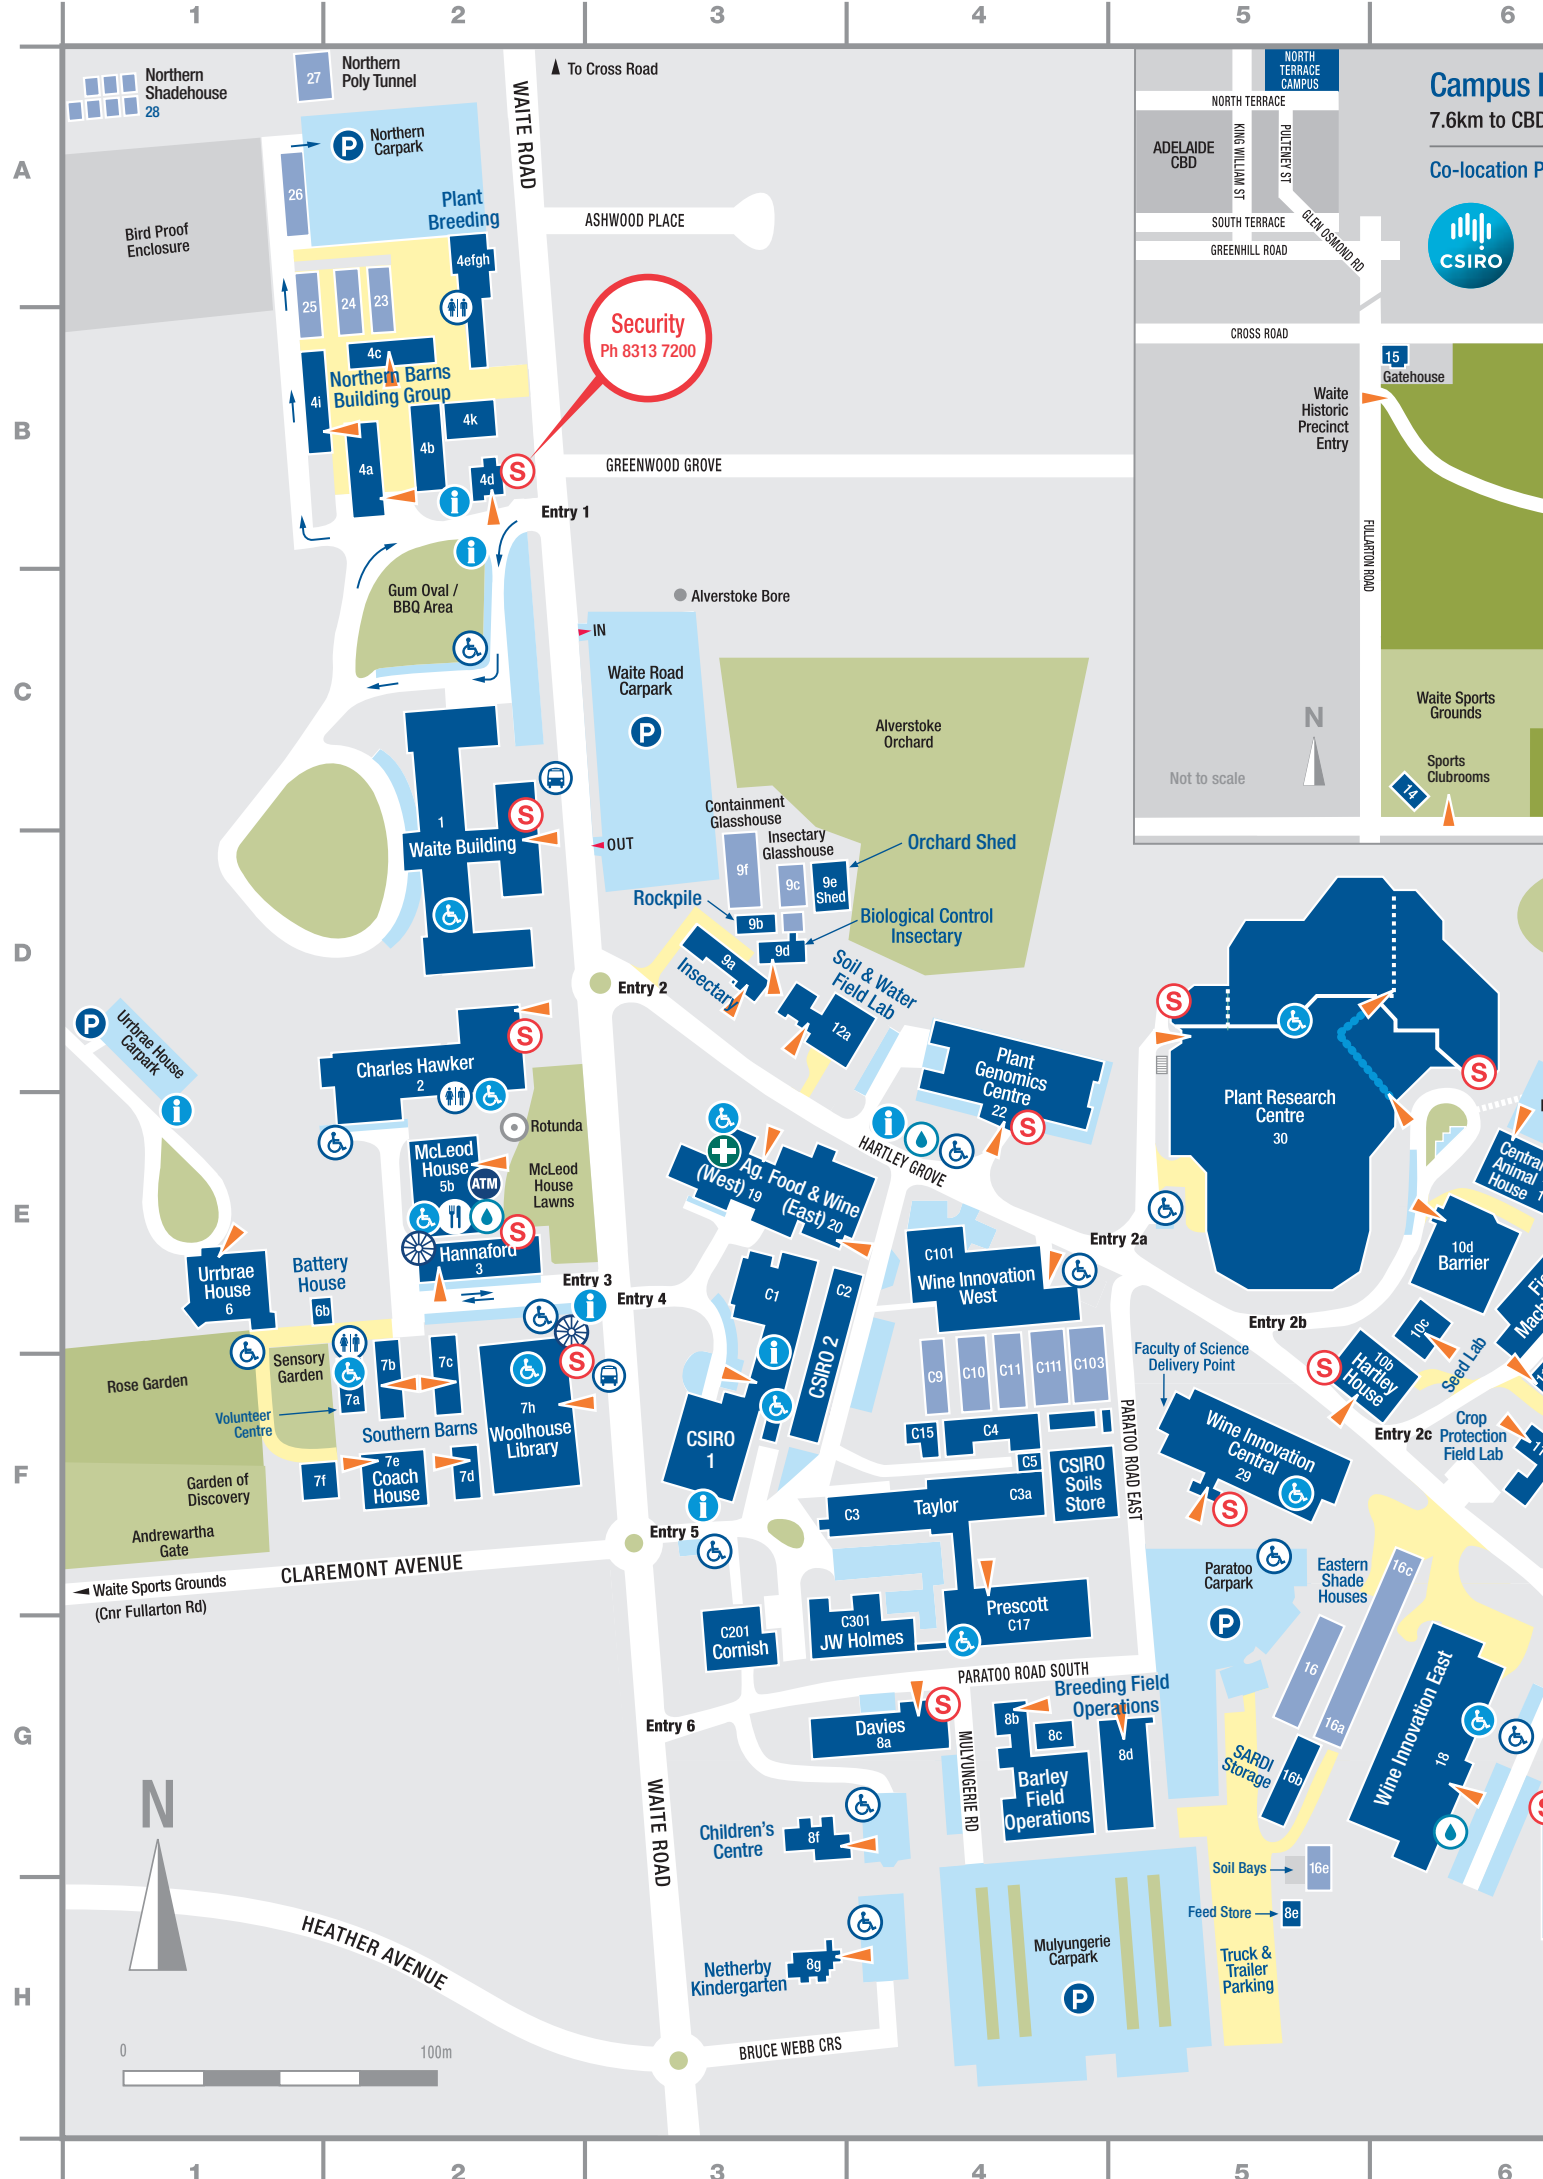 1
2
3
4
5
6
Northern
Shadehouse
28
27
Northern
Poly Tunnel
To Cross Road
WAITE ROAD
NORTH
TERRACE
CAMPUS
NORTH TERRACE
KING WILLIAM ST
PULTENEY ST
ADELAIDE
CBD
SOUTH TERRACE
GREENHILL ROAD
GLEN OSMOND RD
Campus
7.6km to CBD
Co-location P
CSIRO
A
P
Northern
Carpark
26
Plant
Breeding
Bird Proof
Enclosure
ASHWOOD PLACE
4efgh
25
24
23
Security
Ph 8313 7200
CROSS ROAD
15
Gatehouse
Waite
Historic
Precinct
Entry
FULLARTON ROAD
B
4c
Northern Barns
Building Group
4i
4a
4b
4k
4d
S
i
GREENWOOD GROVE
Entry 1
i
Gum Oval /
BBQ Area
Alverstoke Bore
IN
C
Waite Road
Carpark
P
Alverstoke
Orchard
Waite Sports
Grounds
N
Not to scale
Sports
Clubrooms
14
1
Waite Building
S
OUT
Containment
Glasshouse
Insectary
Glasshouse
9f
9c
9e
Shed
Orchard Shed
Rockpile
9b
9d
Biological Control
Insectary
D
9a
Insectary
Soil & Water
Field Lab
12a
Entry 2
P
Urrbrae House
Carpark
i
Charles Hawker
2
S
Plant
Genomics
Centre
22
S
i
HARTLEY GROVE
S
S
Plant Research
Centre
30
Rotunda
McLeod
House
5b
ATM
McLeod
House
Lawns
S
Hannaford
3
E
Ag. Food & Wine
(West) 19
(East) 20
Central
Animal
House 1
Entry 2a
10d
Barrier
C101
Wine Innovation
West
Urrbrae
House
6
Battery
House
6b
Entry 3
i
Entry 4
C1
C2
CSIRO 2
i
Entry 2b
10c
Seed Lab
10b
Hartley
House
S
Entry 2c
Faculty of Science
Delivery Point
C9
C10
C11
C111
C103
PARATOO ROAD EAST
Rose Garden
Sensory
Garden
Volunteer
Centre
7a
7b
7c
Southern Barns
7h
Woolhouse
Library
S
CSIRO
1
i
F
7f
7e
Coach
House
7d
Garden of
Discovery
Andrewartha
Gate
C15
C4
C5
CSIRO
Soils
Store
C3
Taylor
C3a
Wine Innovation
Central
29
S
Crop
Protection
Field Lab
Entry 5
CLAREMONT AVENUE
Waite Sports Grounds
(Cnr Fullarton Rd)
Paratoo
Carpark
P
Eastern
Shade
Houses
16c
16
16a
C201
Cornish
C301
JW Holmes
Prescott
C17
PARATOO ROAD SOUTH
G
Entry 6
Davies
8a
S
MULYUNGERIE RD
Breeding Field
Operations
8b
8c
8d
Barley
Field
Operations
SARDI
Storage
16b
Wine Innovation East
18
N
WAITE ROAD
Children's
Centre
8f
Soil Bays
16e
Feed Store
8e
HEATHER AVENUE
H
Netherby
Kindergarten
8g
Mulyungerie
Carpark
P
Truck &
Trailer
Parking
BRUCE WEBB CRS
0
100m
1
2
3
4
5
6